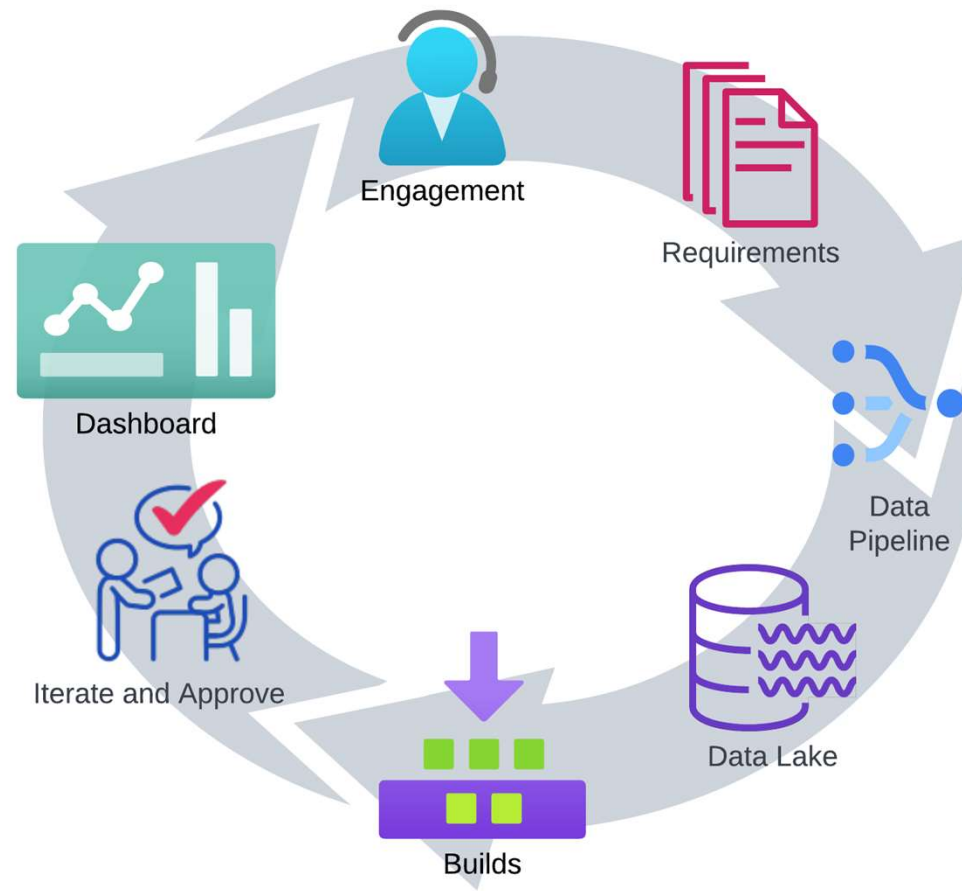 Engagement
Requirements
Data
Pipeline
Data Lake
Builds
Iterate and Approve
Dashboard